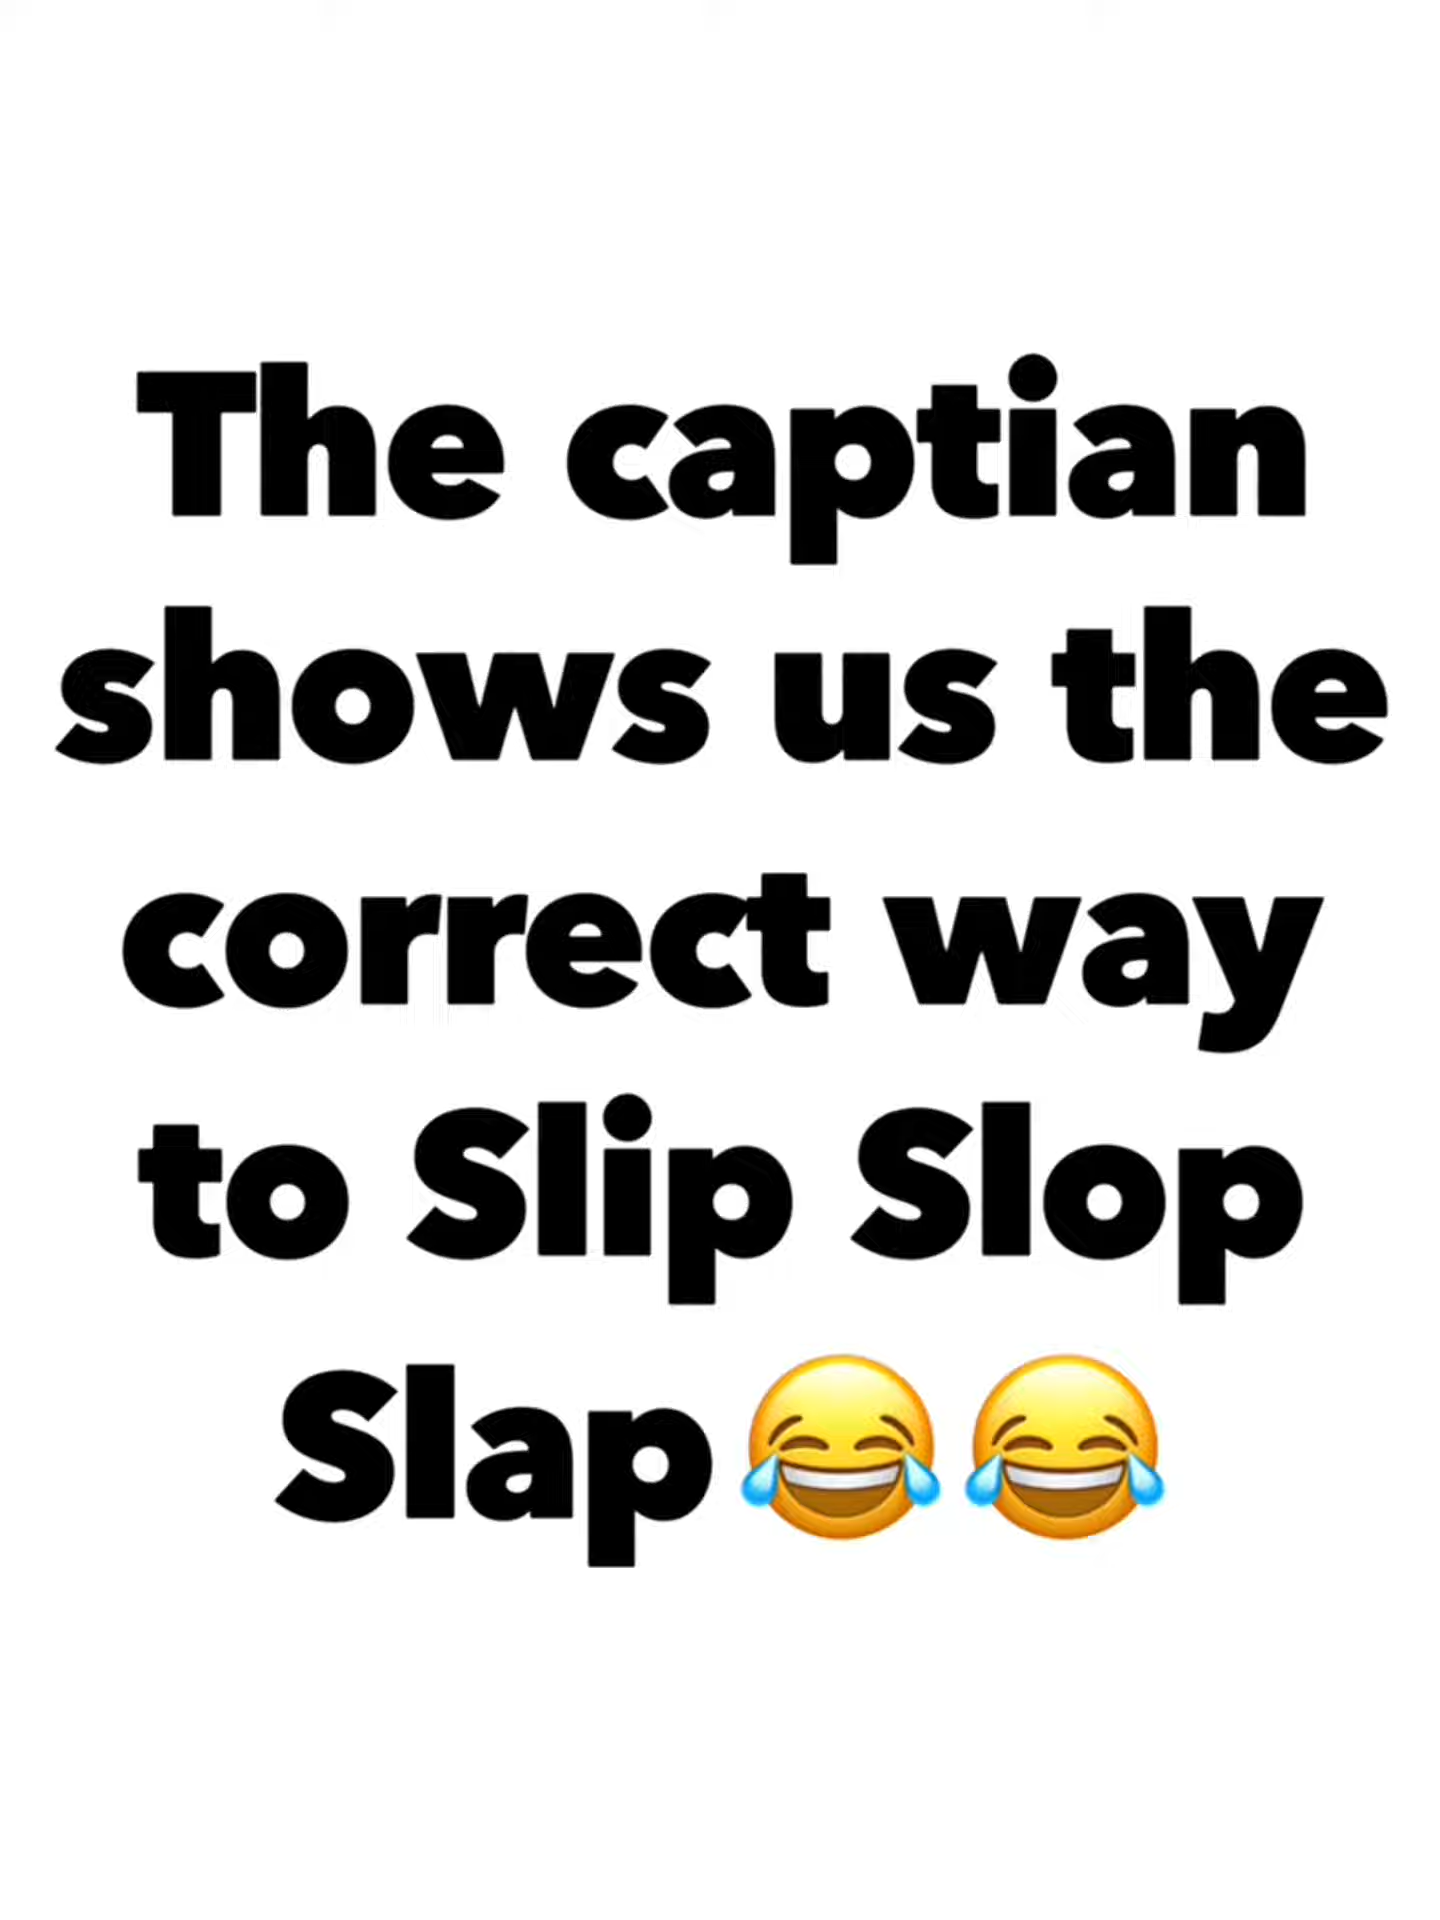 The captian
shows us the
correct way
to Slip Slop
Slap😂😂